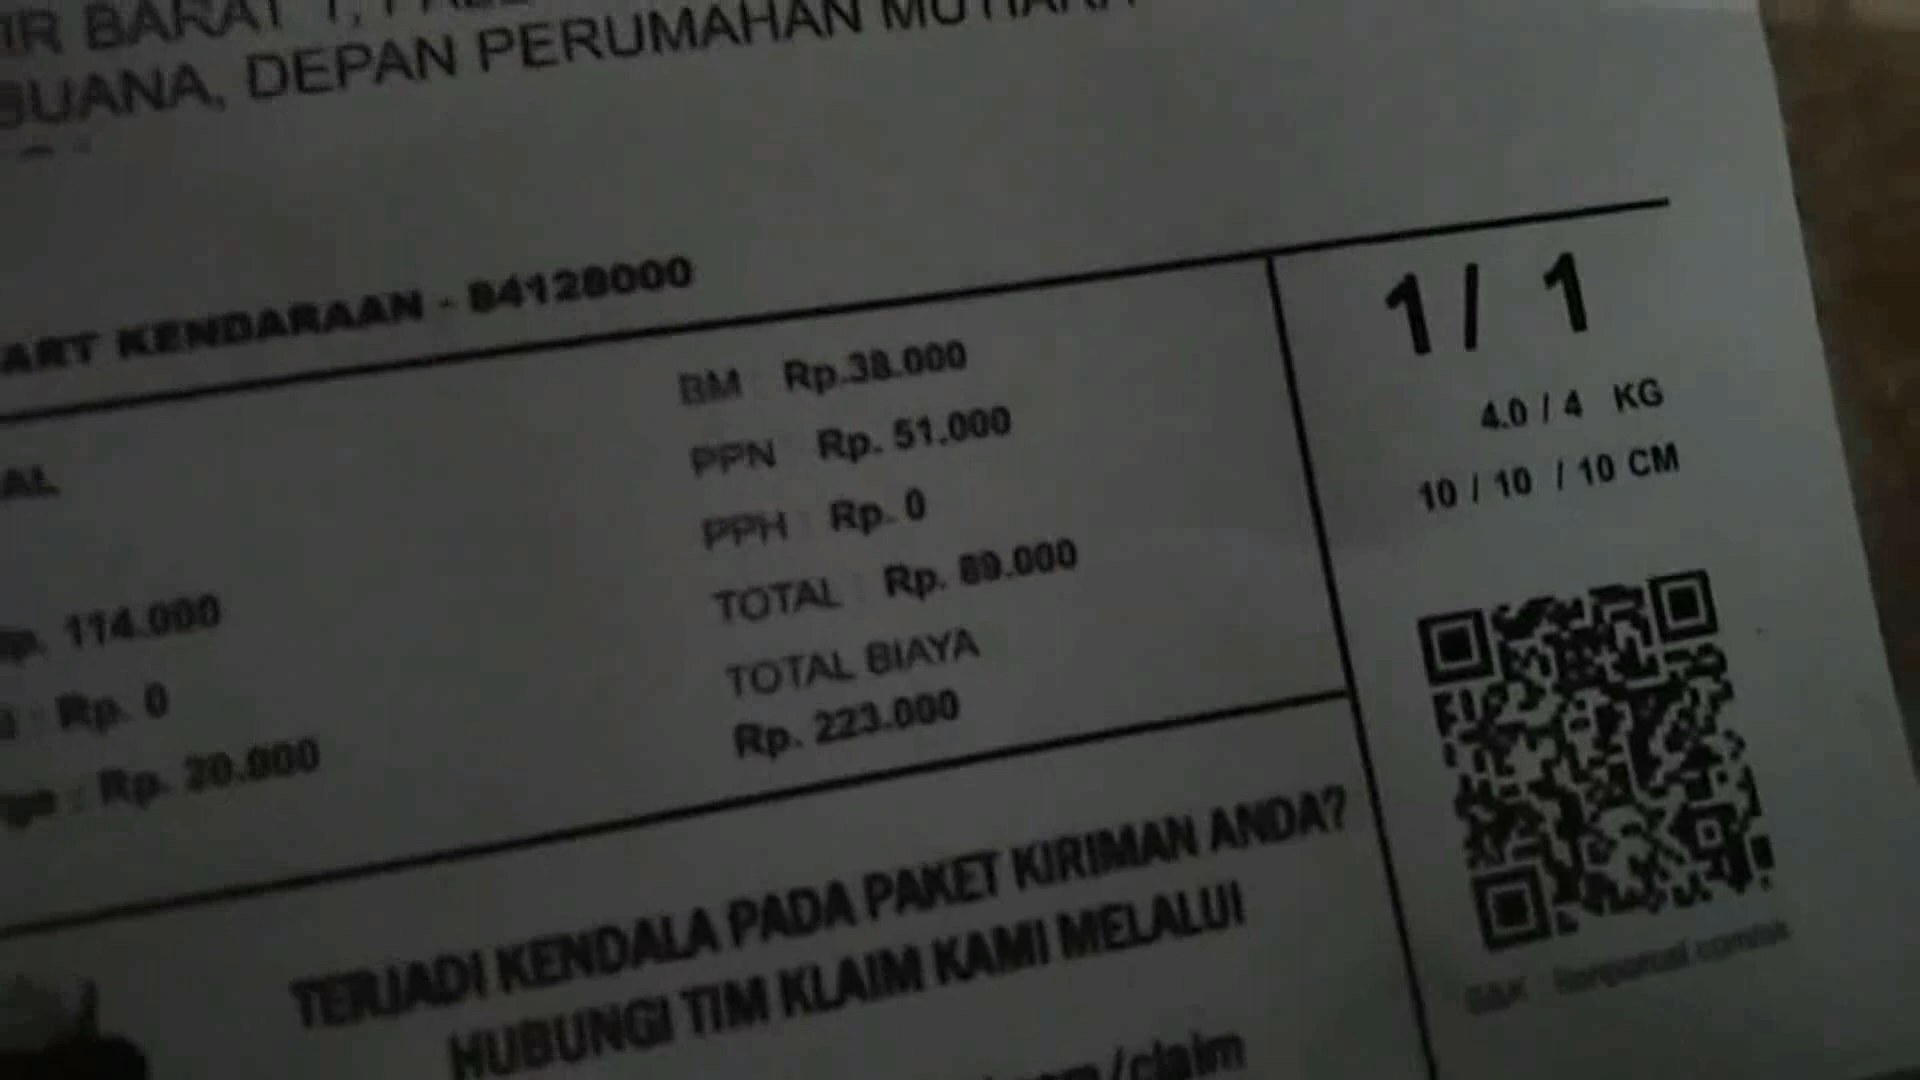 IR BARAT 1,
BUANA, DEPAN PERUMAHAN MUTIARA
ART KENDARAAN - 84128000
AL
114.000
: Rp. 0
: Rp. 20.000
BM : Rp.38.000
PPN Rp. 51.000
PPH : Rp. 0
TOTAL : Rp. 89.000
TOTAL BIAYA
Rp. 223.000
1 / 1
4.0 / 4 KG
10 / 10 / 10 CM
TERJADI KENDALA PADA PAKET KIRIMAN ANDA?
HUBUNGI TIM KLAIM KAMI MELALUI
/claim
S&K